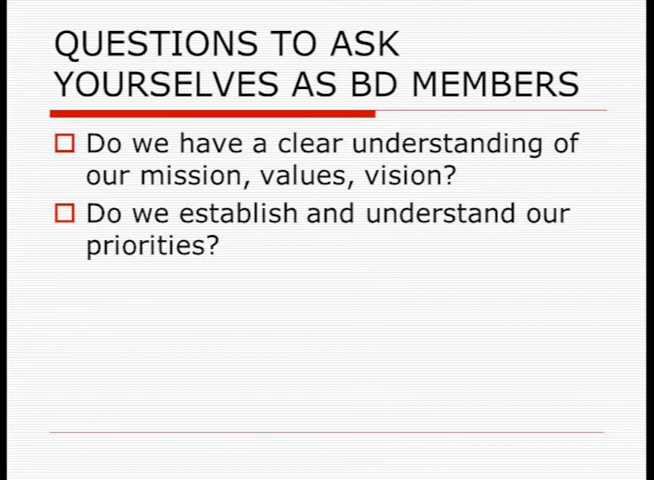 QUESTIONS TO ASK
YOURSELVES AS BD MEMBERS
Do we have a clear understanding of
our mission, values, vision?
Do we establish and understand our
priorities?